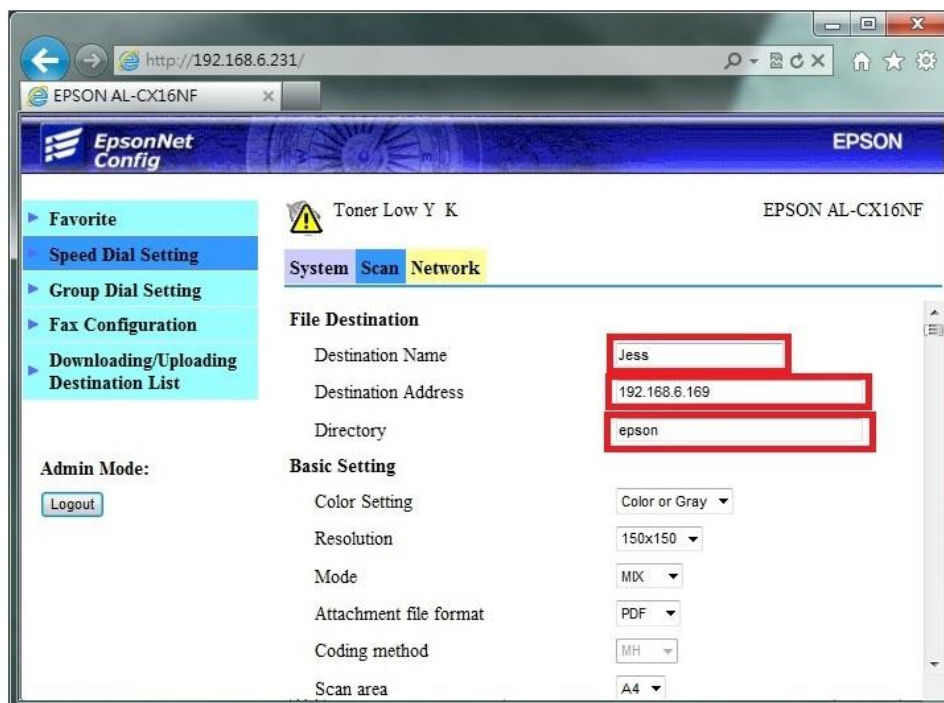 http://192.168.6.231/
EPSON AL-CX16NF
EpsonNet
Config
EPSON
Favorite
Speed Dial Setting
Group Dial Setting
Fax Configuration
Downloading/Uploading
Destination List
Admin Mode:
Logout
Toner Low Y K
EPSON AL-CX16NF
System Scan Network
File Destination
Destination Name Jess
Destination Address 192.168.6.169
Directory epson
Basic Setting
Color Setting Color or Gray
Resolution 150x150
Mode MIX
Attachment file format PDF
Coding method MH
Scan area A4